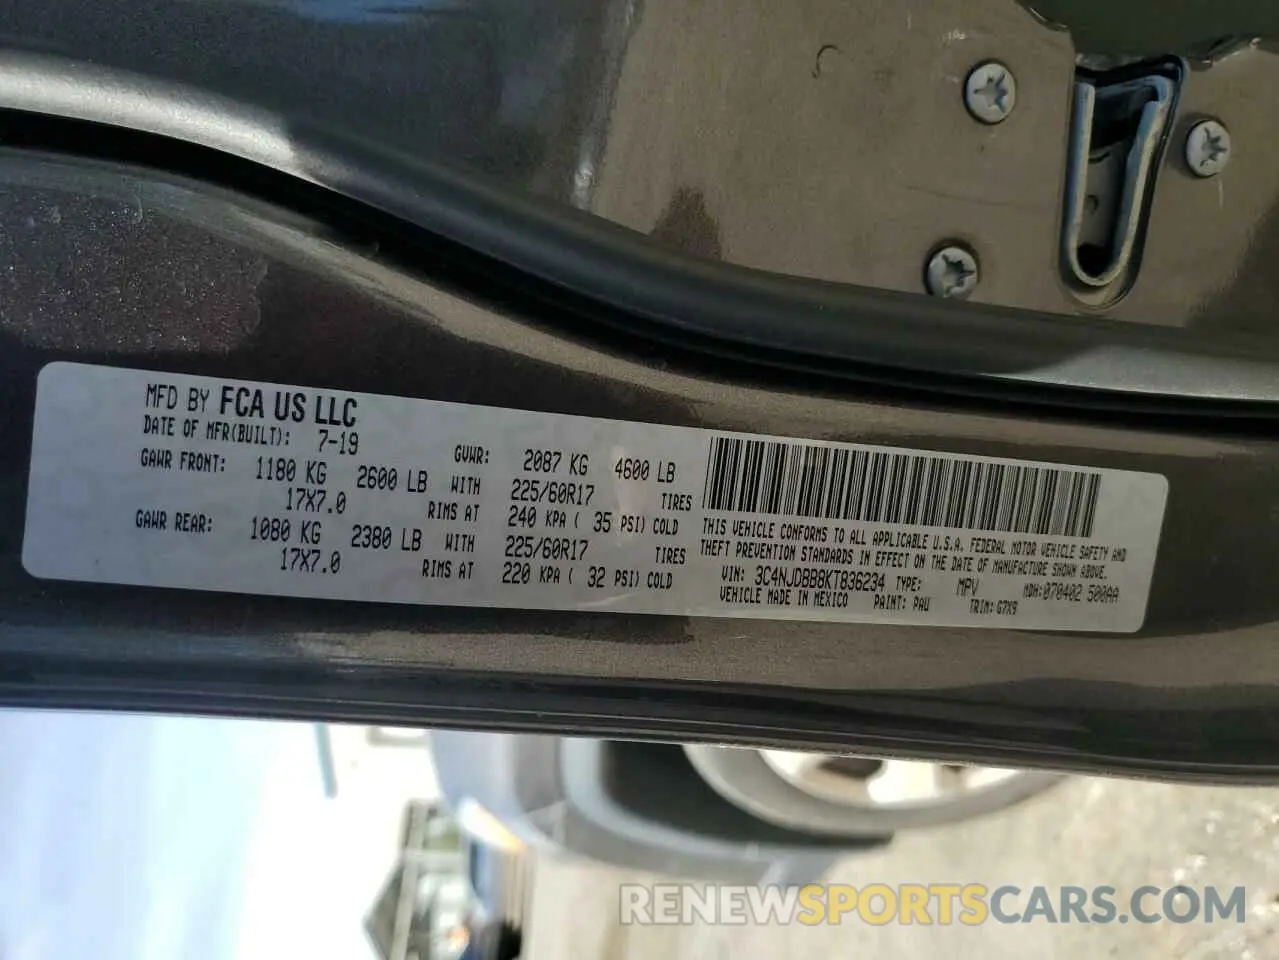 MFD BY FCA US LLC
DATE OF MFR(BUILT): 7-19
GVWR: 2087 KG 4600 LB
GAWR FRONT: 1180 KG 2600 LB WITH 225/60R17 TIRES
17X7.0 RIMS AT 240 KPA ( 35 PSI) COLD
GAWR REAR: 1080 KG 2380 LB WITH 225/60R17 TIRES
17X7.0 RIMS AT 220 KPA ( 32 PSI) COLD
THIS VEHICLE CONFORMS TO ALL APPLICABLE U.S.A. FEDERAL MOTOR VEHICLE SAFETY AND
THEFT PREVENTION STANDARDS IN EFFECT ON THE DATE OF MANUFACTURE SHOWN ABOVE.
VIN: 3C4NJDBB8KT836234 TYPE: MPV MDH:070402 500AA
VEHICLE MADE IN MEXICO PAINT: PAU TRIM: G7X9
RENEWSPORTSCARS.COM